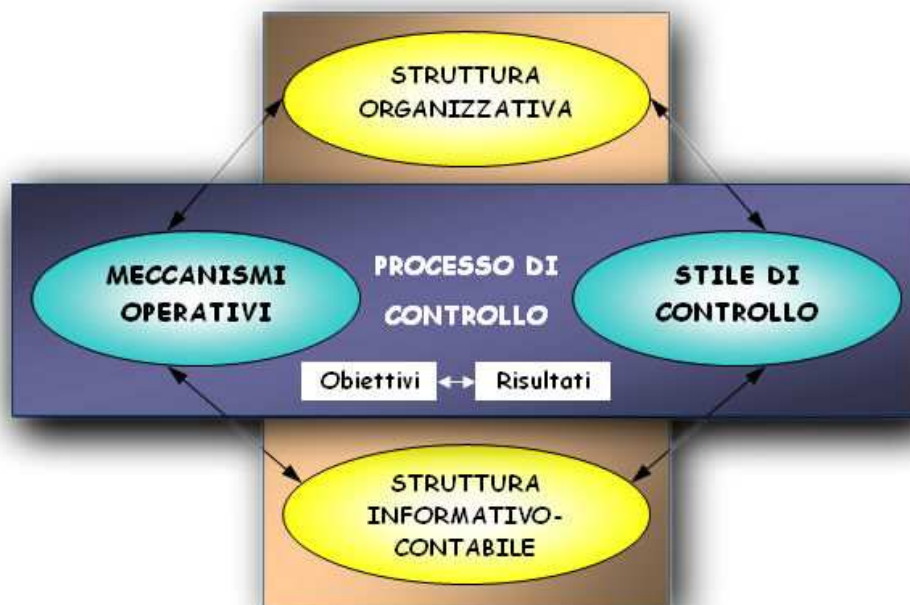 STRUTTURA
ORGANIZZATIVA
MECCANISMI
OPERATIVI
PROCESSO DI
CONTROLLO
STILE DI
CONTROLLO
Obiettivi
Risultati
STRUTTURA
INFORMATIVO-
CONTABILE